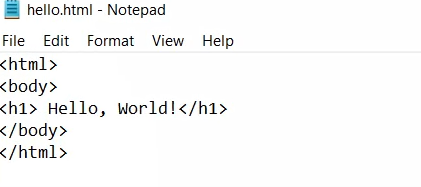 hello.html - Notepad
File Edit Format View Help
<html>
<body>
<h1> Hello, World!</h1>
</body>
</html>